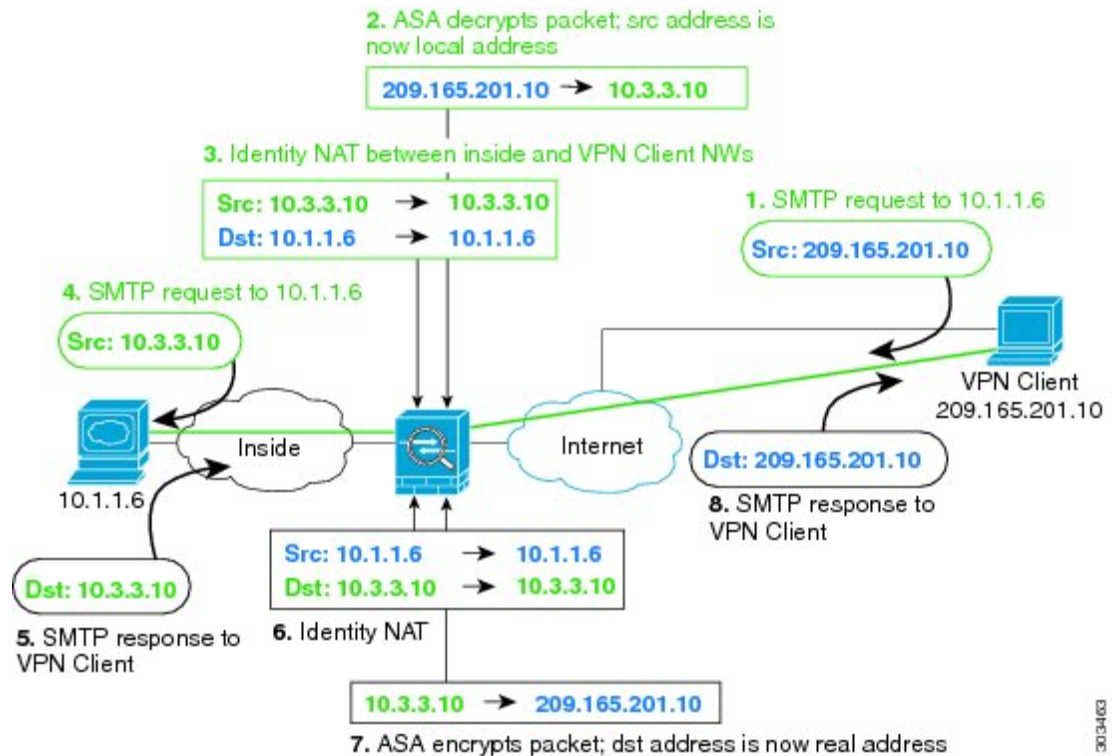 2. ASA decrypts packet; src address is
now local address
209.165.201.10 → 10.3.3.10
3. Identity NAT between inside and VPN Client NWs
Src: 10.3.3.10 → 10.3.3.10
Dst: 10.1.1.6 → 10.1.1.6
1. SMTP request to 10.1.1.6
Src: 209.165.201.10
4. SMTP request to 10.1.1.6
Src: 10.3.3.10
VPN Client
209.165.201.10
Inside
Internet
10.1.1.6
Dst: 209.165.201.10
8. SMTP response to
VPN Client
Src: 10.1.1.6 → 10.1.1.6
Dst: 10.3.3.10 → 10.3.3.10
6. Identity NAT
Dst: 10.3.3.10
5. SMTP response to
VPN Client
10.3.3.10 → 209.165.201.10
7. ASA encrypts packet; dst address is now real address
303463